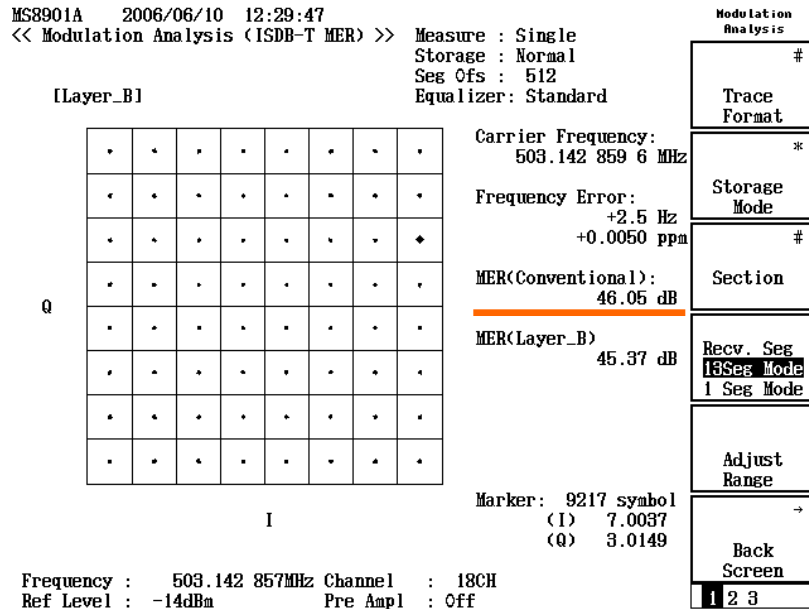 MS8901A 2006/06/10 12:29:47
<< Modulation Analysis (ISDB-T MER) >>
Measure : Single
Storage : Normal
Seg Ofs : 512
Equalizer: Standard
[Layer_B]
Q
I
Carrier Frequency:
503.142 859 6 MHz
Frequency Error:
+2.5 Hz
+0.0050 ppm
MER(Conventional):
46.05 dB
MER(Layer_B)
45.37 dB
Marker: 9217 symbol
(I) 7.0037
(Q) 3.0149
Frequency : 503.142 857MHz Channel : 18CH
Ref Level : -14dBm Pre Ampl : Off
Modulation
Analysis
#
Trace
Format
*
Storage
Mode
#
Section
Recv. Seg
13Seg Mode
1 Seg Mode
Adjust
Range
→
Back
Screen
1 2 3